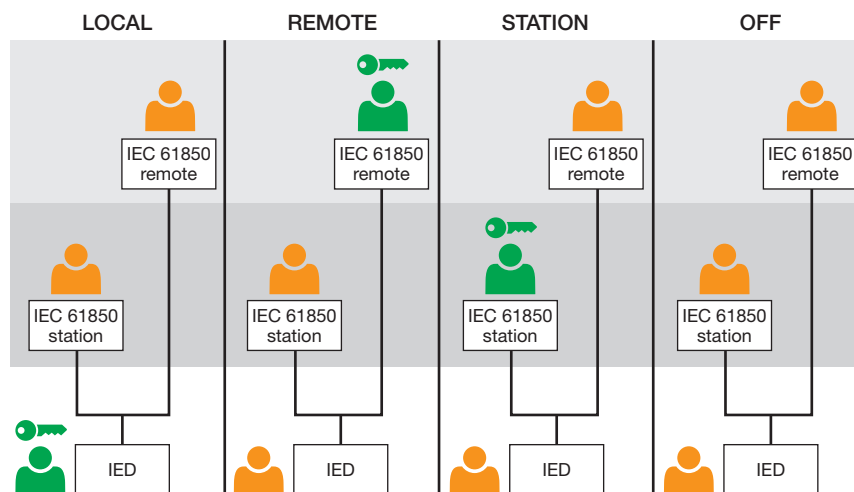 LOCAL REMOTE STATION OFF
IEC 61850 IEC 61850 IEC 61850 IEC 61850
remote remote remote remote
IEC 61850 IEC 61850 IEC 61850 IEC 61850
station station station station
IED IED IED IED